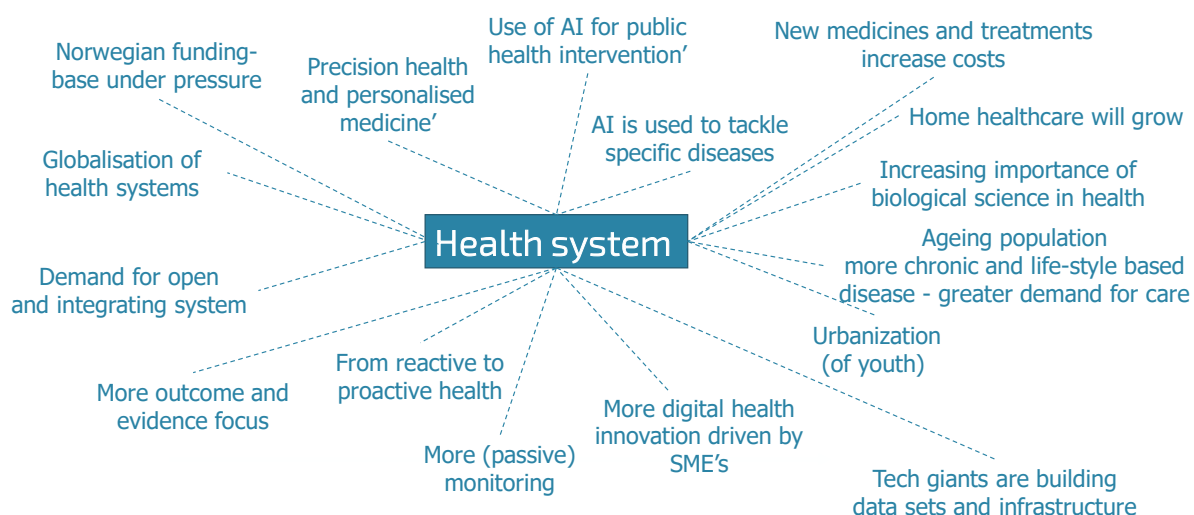 Use of AI for public
health intervention’
New medicines and treatments
increase costs
Norwegian funding-
base under pressure
Precision health
and personalised
medicine’
AI is used to tackle
specific diseases
Home healthcare will grow
Globalisation of
health systems
Increasing importance of
biological science in health
Health system
Ageing population
more chronic and life-style based
disease - greater demand for care
Demand for open
and integrating system
Urbanization
(of youth)
From reactive to
proactive health
More outcome and
evidence focus
More digital health
innovation driven by
SME’s
More (passive)
monitoring
Tech giants are building
data sets and infrastructure